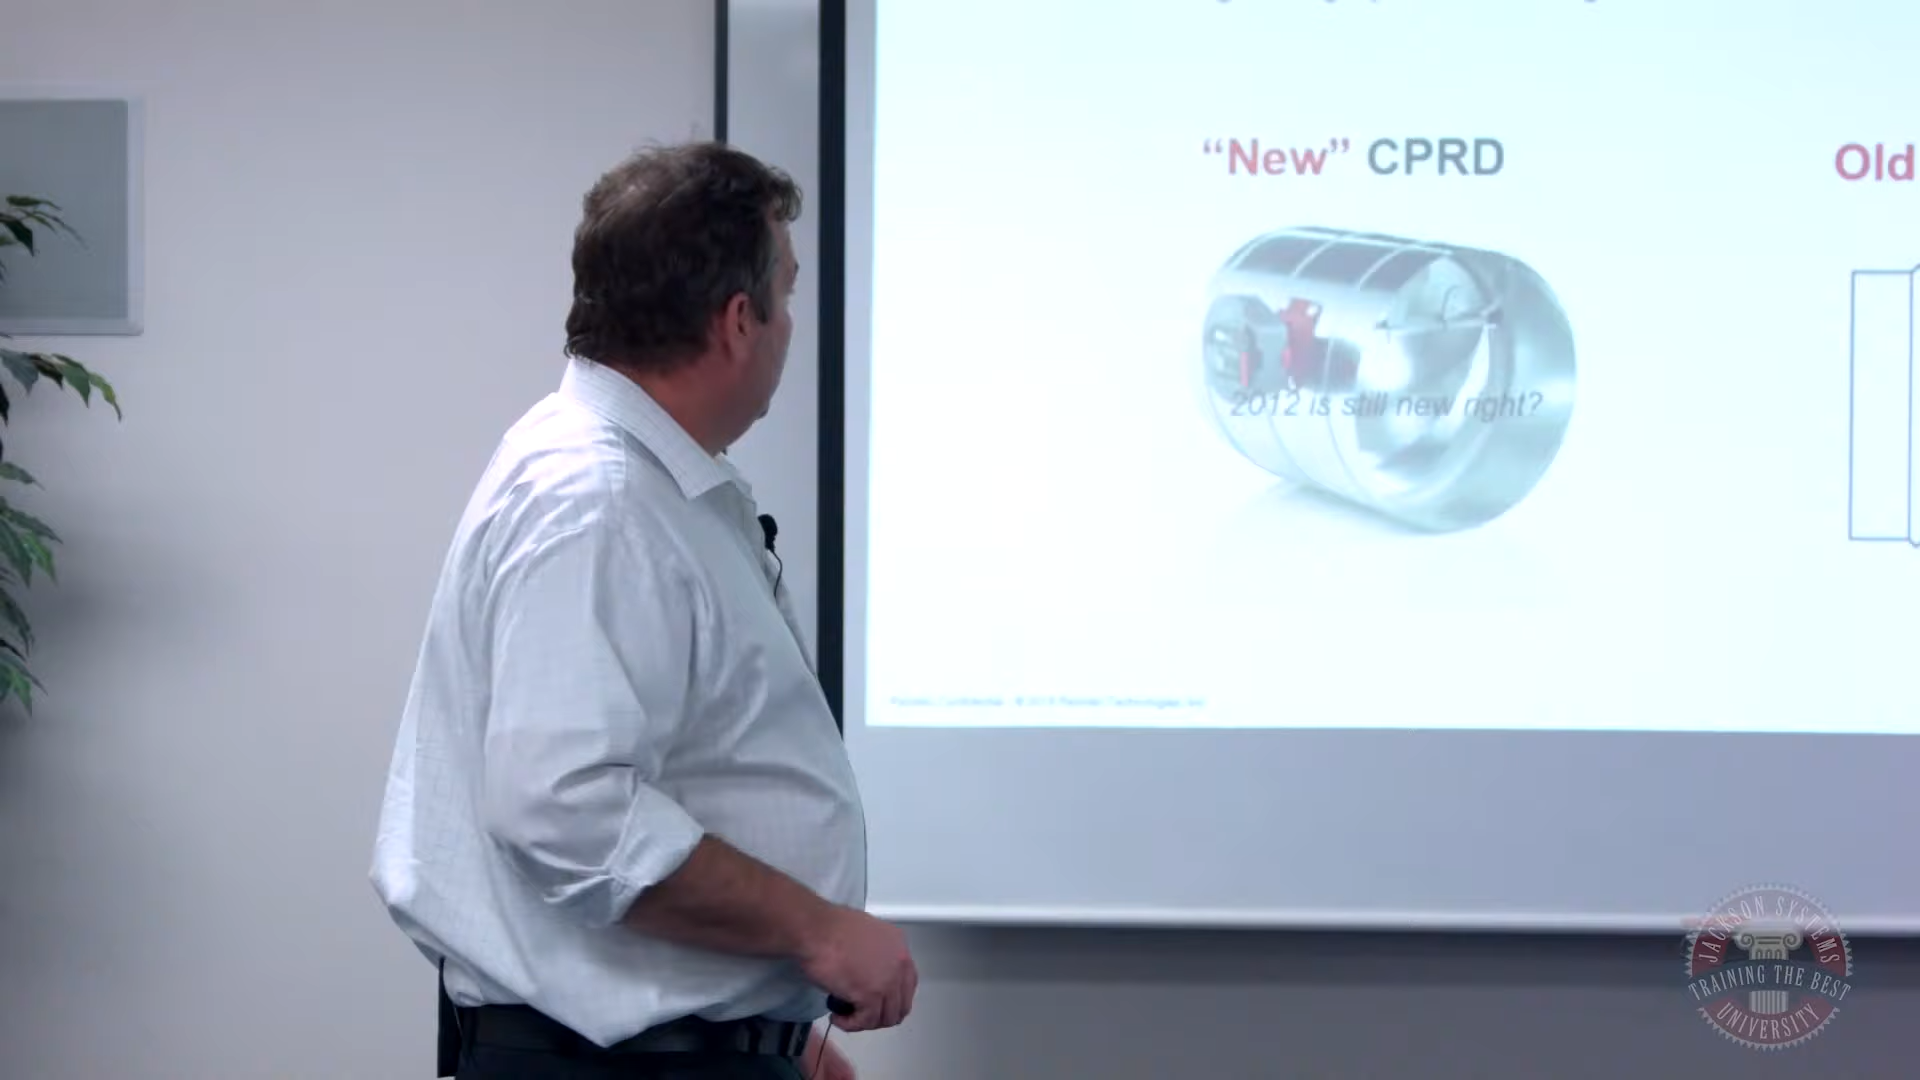 “New” CPRD
Old
2012 is still new right?
JACKSON SYSTEMS
TRAINING THE BEST
UNIVERSITY